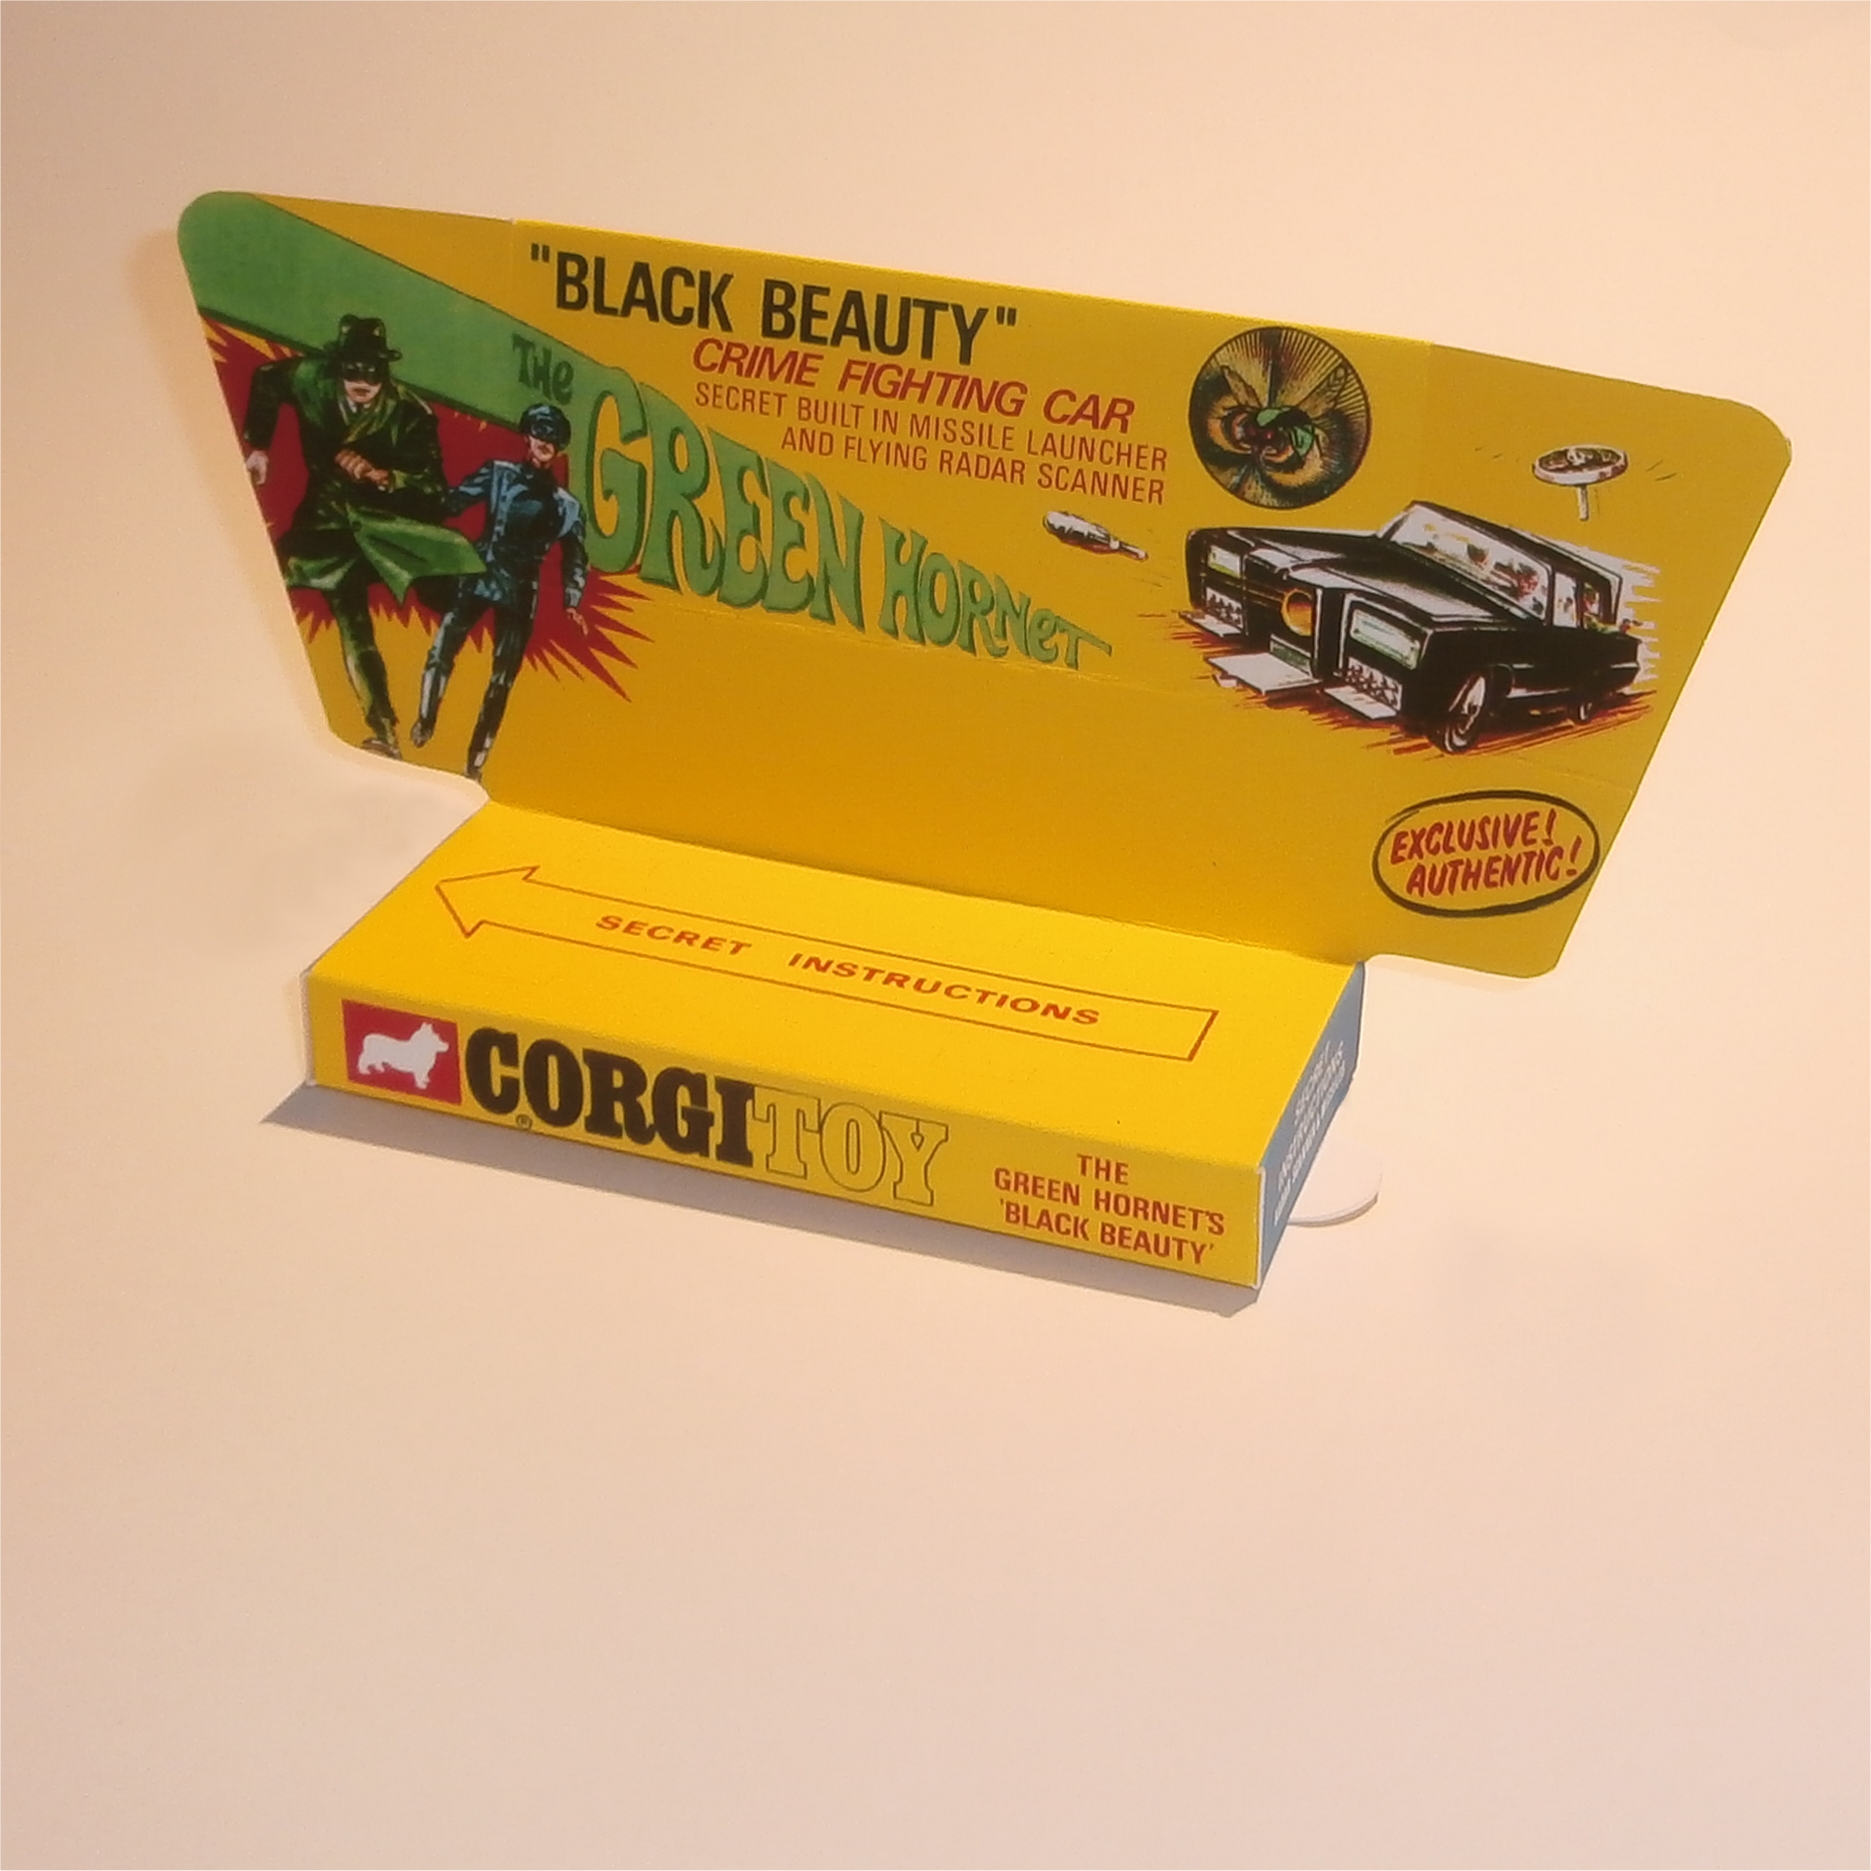 "BLACK BEAUTY"
CRIME FIGHTING CAR
SECRET BUILT IN MISSILE LAUNCHER
AND FLYING RADAR SCANNER
THE
GREEN HORNET
EXCLUSIVE!
AUTHENTIC!
SECRET INSTRUCTIONS
CORGI TOY
®
THE
GREEN HORNET'S
'BLACK BEAUTY'